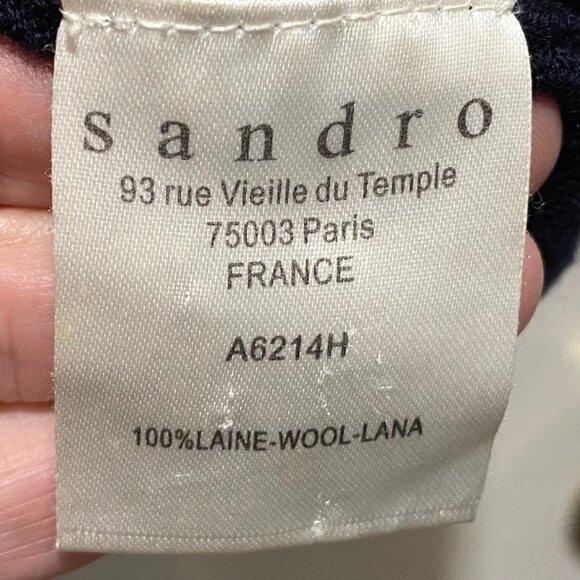 sandro
93 rue Vieille du Temple
75003 Paris
FRANCE
A6214H
100%LAINE-WOOL-LANA